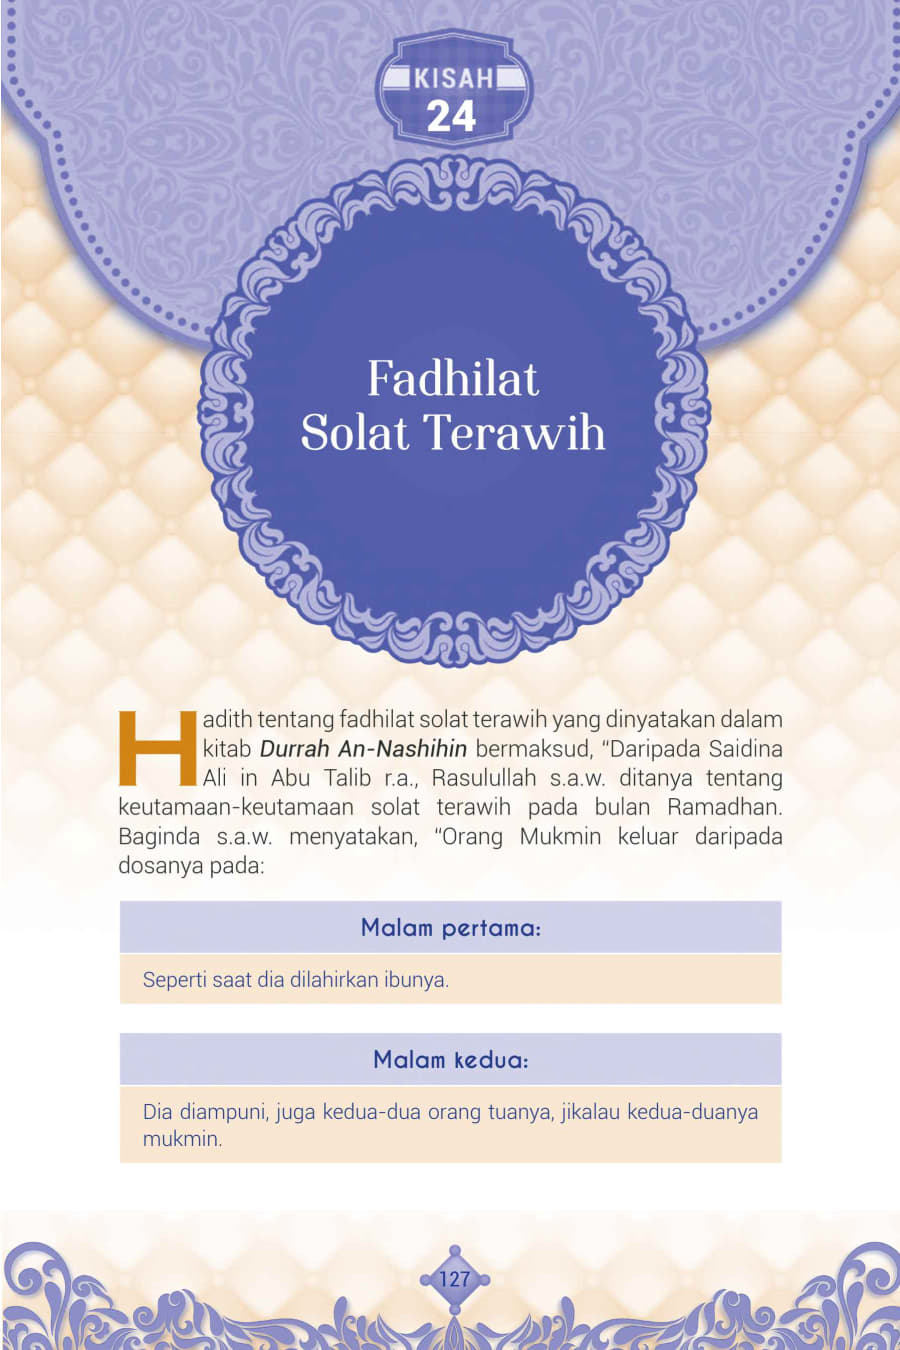 KISAH
24
Fadhilat
Solat Terawih
Hadith tentang fadhilat solat terawih yang dinyatakan dalam
kitab Durrah An-Nashihin bermaksud, “Daripada Saidina
Ali in Abu Talib r.a., Rasulullah s.a.w. ditanya tentang
keutamaan-keutamaan solat terawih pada bulan Ramadhan.
Baginda s.a.w. menyatakan, “Orang Mukmin keluar daripada
dosanya pada:
Malam pertama:
Seperti saat dia dilahirkan ibunya.
Malam kedua:
Dia diampuni, juga kedua-dua orang tuanya, jikalau kedua-duanya
mukmin.
127